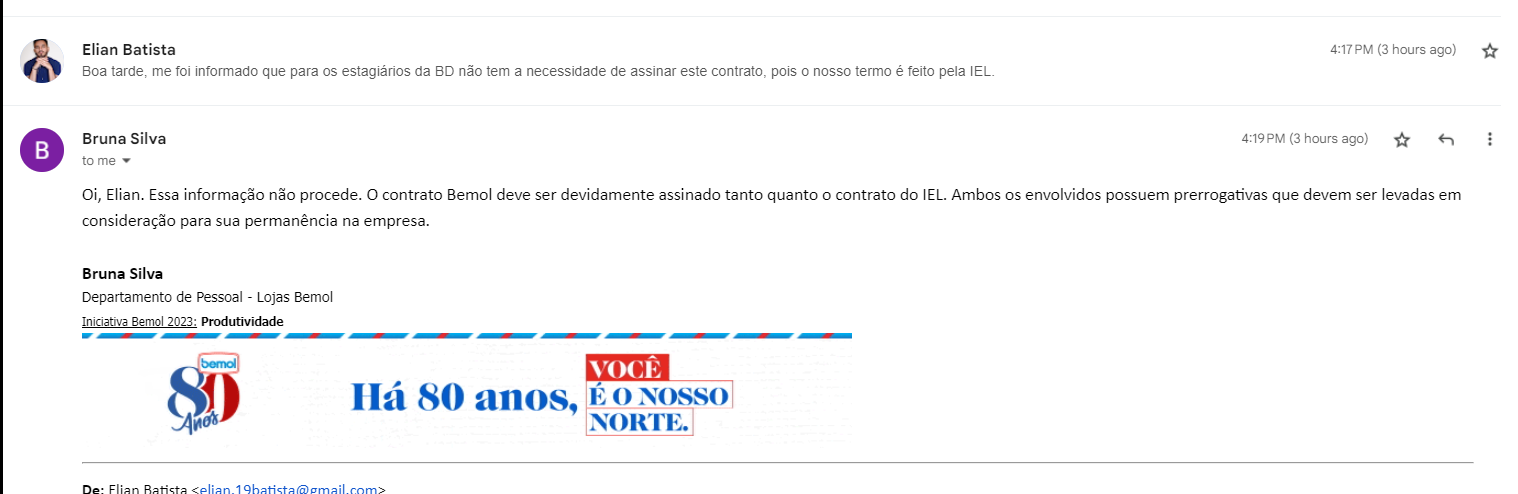 Elian Batista
4:17 PM (3 hours ago)
Boa tarde, me foi informado que para os estagiários da BD não tem a necessidade de assinar este contrato, pois o nosso termo é feito pela IEL.
B
Bruna Silva
4:19 PM (3 hours ago)
to me
Oi, Elian. Essa informação não procede. O contrato Bemol deve ser devidamente assinado tanto quanto o contrato do IEL. Ambos os envolvidos possuem prerrogativas que devem ser levadas em
consideração para sua permanência na empresa.
Bruna Silva
Departamento de Pessoal - Lojas Bemol
Iniciativa Bemol 2023: Produtividade
bemol
80
Anos
Há 80 anos,
VOCÊ
É O NOSSO
NORTE.
De: Elian Batista <elian.19batista@gmail.com>